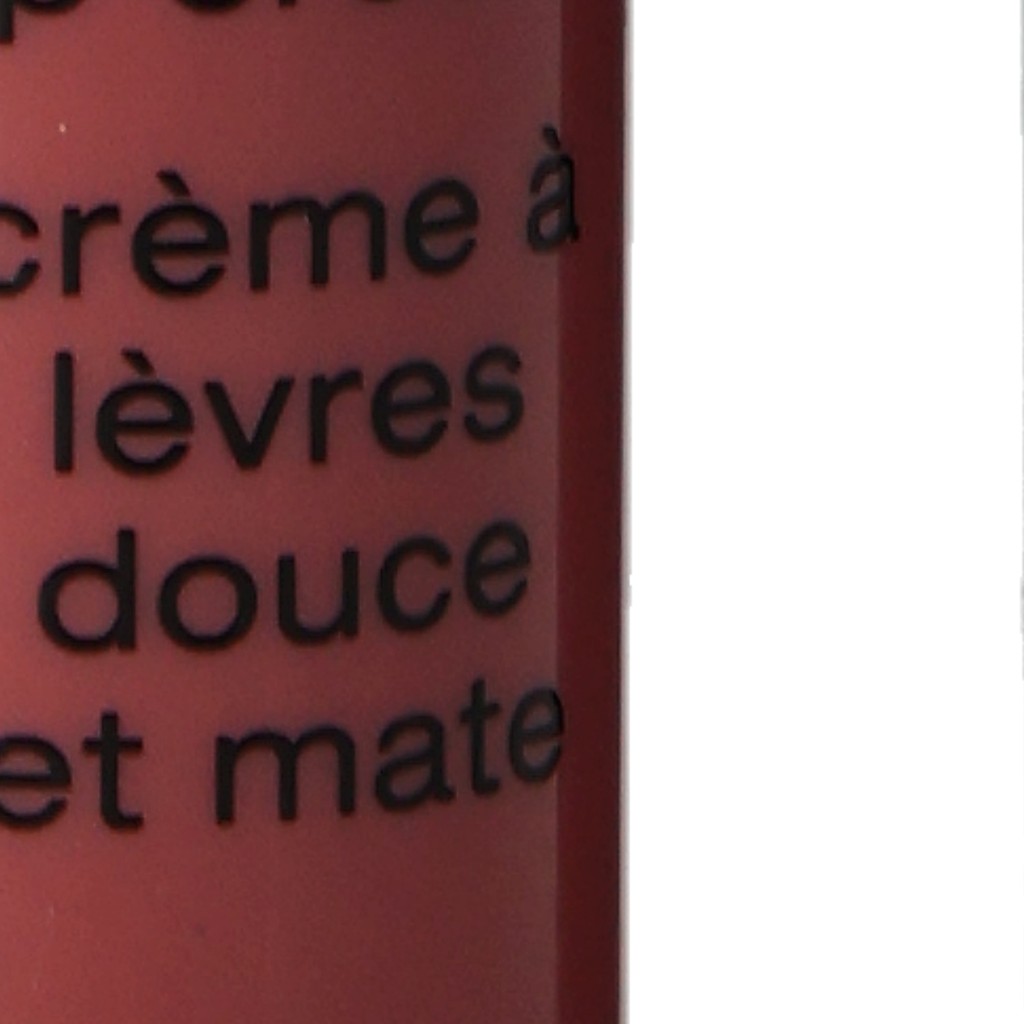 crème à
lèvres
douce
et mate